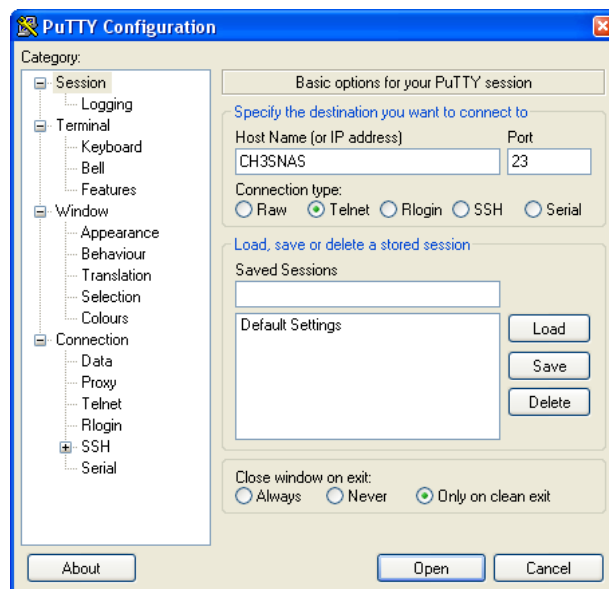 PuTTY Configuration
Category:
Session
Logging
Terminal
Keyboard
Bell
Features
Window
Appearance
Behaviour
Translation
Selection
Colours
Connection
Data
Proxy
Telnet
Rlogin
SSH
Serial
Basic options for your PuTTY session
Specify the destination you want to connect to
Host Name (or IP address) Port
CH3SNAS 23
Connection type:
Raw Telnet Rlogin SSH Serial
Load, save or delete a stored session
Saved Sessions
Default Settings
Load
Save
Delete
Close window on exit:
Always Never Only on clean exit
About Open Cancel